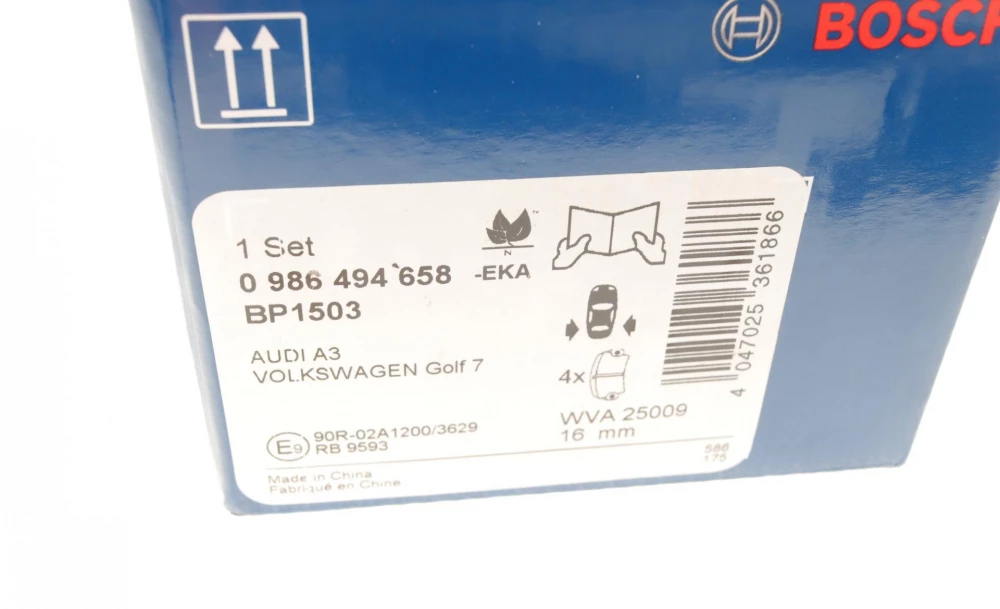 BOSCH
1 Set
0 986 494 658 -EKA
BP1503
AUDI A3
VOLKSWAGEN Golf 7
N
™
4x
WVA 25009
16 mm
E9
90R-02A1200/3629
RB 9593
Made in China
Fabriqué en Chine
586
175
4 047025 361866